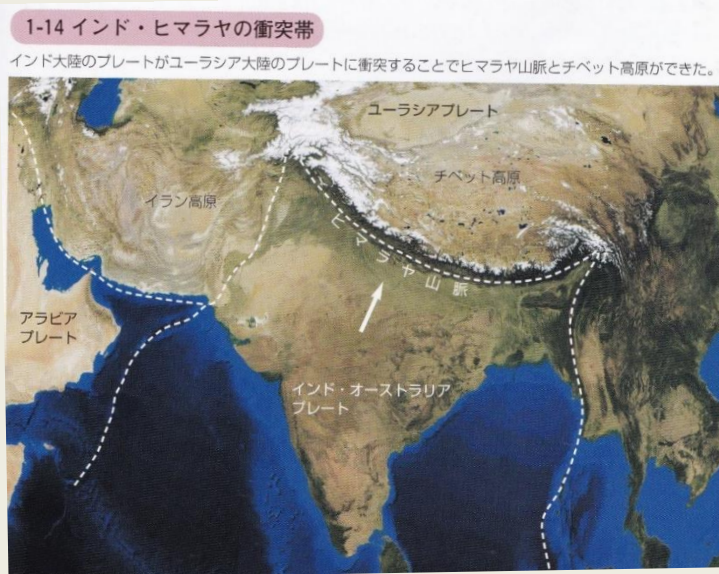 1-14 インド・ヒマラヤの衝突帯
インド大陸のプレートがユーラシア大陸のプレートに衝突することでヒマラヤ山脈とチベット高原ができた。
ユーラシアプレート
チベット高原
イラン高原
ヒマラヤ山脈
アラビア
プレート
インド・オーストラリア
プレート